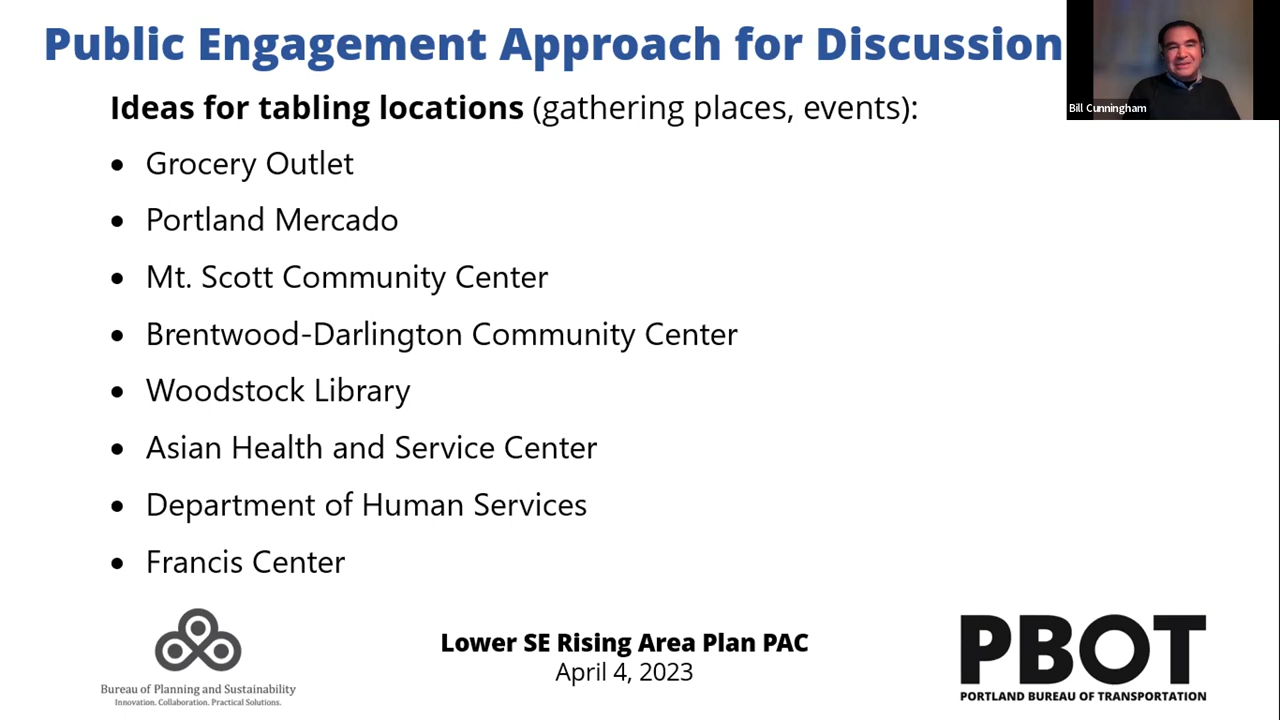 Public Engagement Approach for Discussion
Bill Cunningham
Ideas for tabling locations (gathering places, events):
• Grocery Outlet
• Portland Mercado
• Mt. Scott Community Center
• Brentwood-Darlington Community Center
• Woodstock Library
• Asian Health and Service Center
• Department of Human Services
• Francis Center
Bureau of Planning and Sustainability
Innovation. Collaboration. Practical Solutions.
Lower SE Rising Area Plan PAC
April 4, 2023
PBOT
PORTLAND BUREAU OF TRANSPORTATION